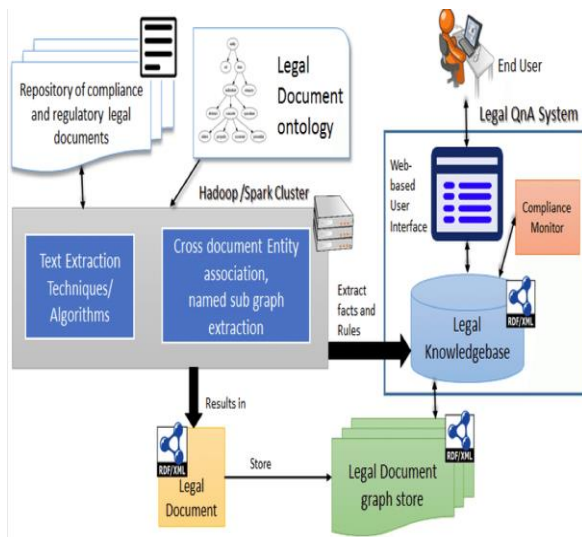 Repository of compliance
and regulatory legal
documents
Legal
Document
ontology
End User
Legal QnA System
Web-
based
User
Interface
Compliance
Monitor
Hadoop /Spark Cluster
Text Extraction
Techniques/
Algorithms
Cross document Entity
association,
named sub graph
extraction
Extract
facts and
Rules
Legal
Knowledgebase
RDF/XML
Results in
RDF/XML
Legal
Document
Store
Legal Document
graph store
RDF/XML